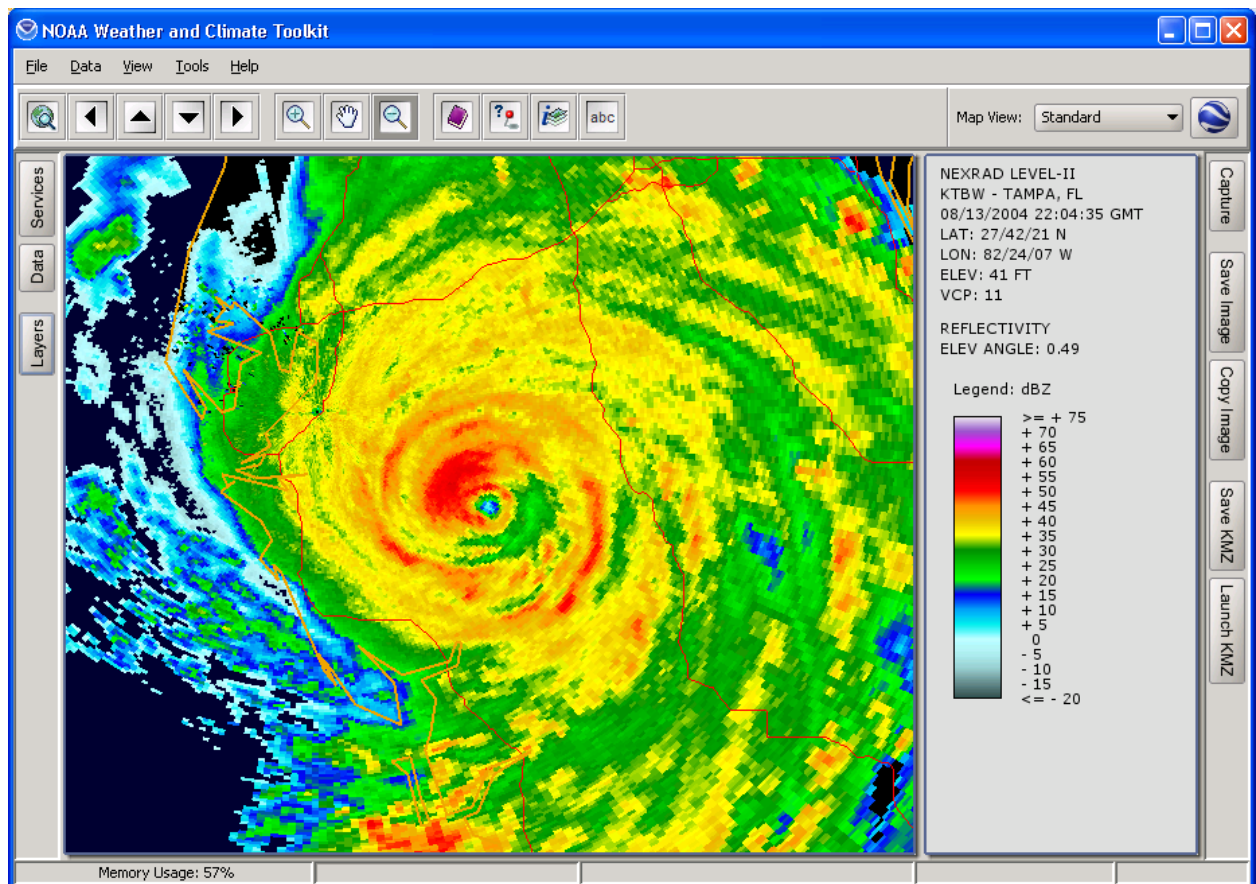 NOAA Weather and Climate Toolkit
File Data View Tools Help
abc
Map View: Standard
Services
Data
Layers
NEXRAD LEVEL-II
KTBW - TAMPA, FL
08/13/2004 22:04:35 GMT
LAT: 27/42/21 N
LON: 82/24/07 W
ELEV: 41 FT
VCP: 11
REFLECTIVITY
ELEV ANGLE: 0.49
Legend: dBZ
>= + 75
+ 70
+ 65
+ 60
+ 55
+ 50
+ 45
+ 40
+ 35
+ 30
+ 25
+ 20
+ 15
+ 10
+ 5
0
- 5
- 10
- 15
<= - 20
Capture
Save Image
Copy Image
Save KMZ
Launch KMZ
Memory Usage: 57%